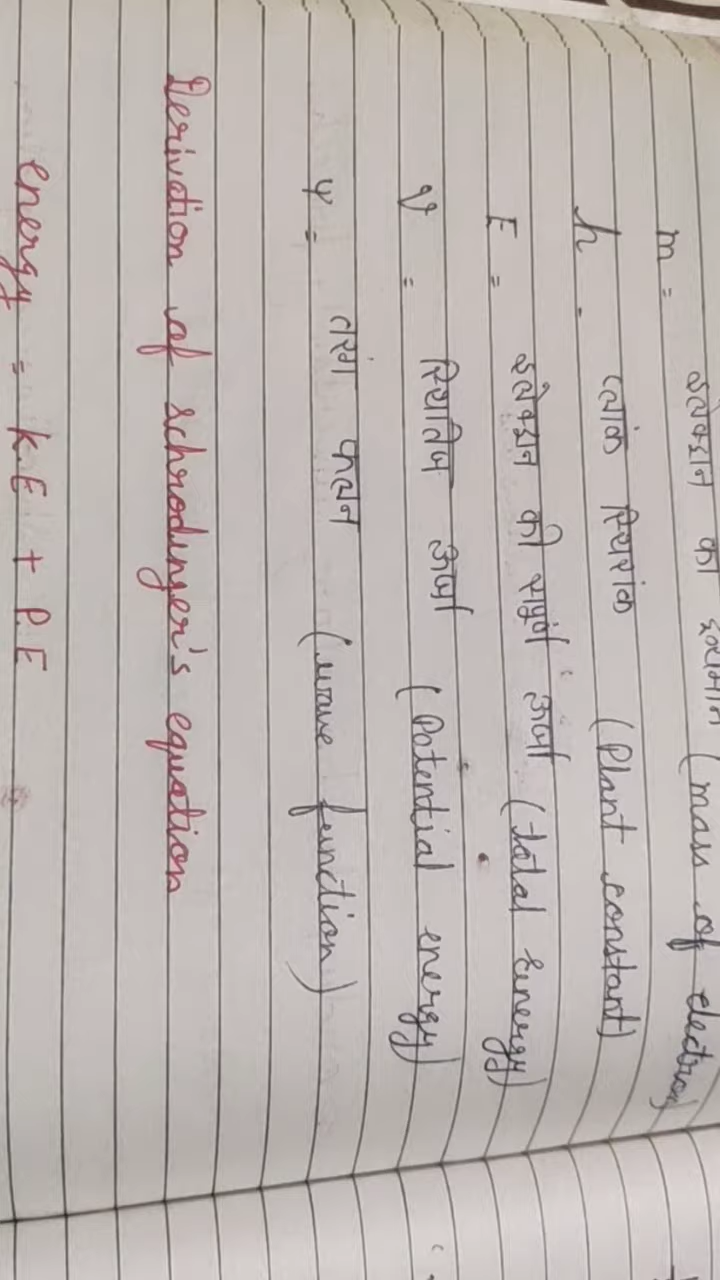 m = इलेक्ट्रान का द्रव्यमान (mass of electron)
h = प्लांक स्थिरांक (Plant constant)
E = इलेक्ट्रान की सम्पूर्ण ऊर्जा (total Energy)
V = स्थितिज ऊर्जा (Potential energy)
Ψ = तरंग फलन (wave function)
Derivation of schrodinger's equation
energy = K.E + P.E